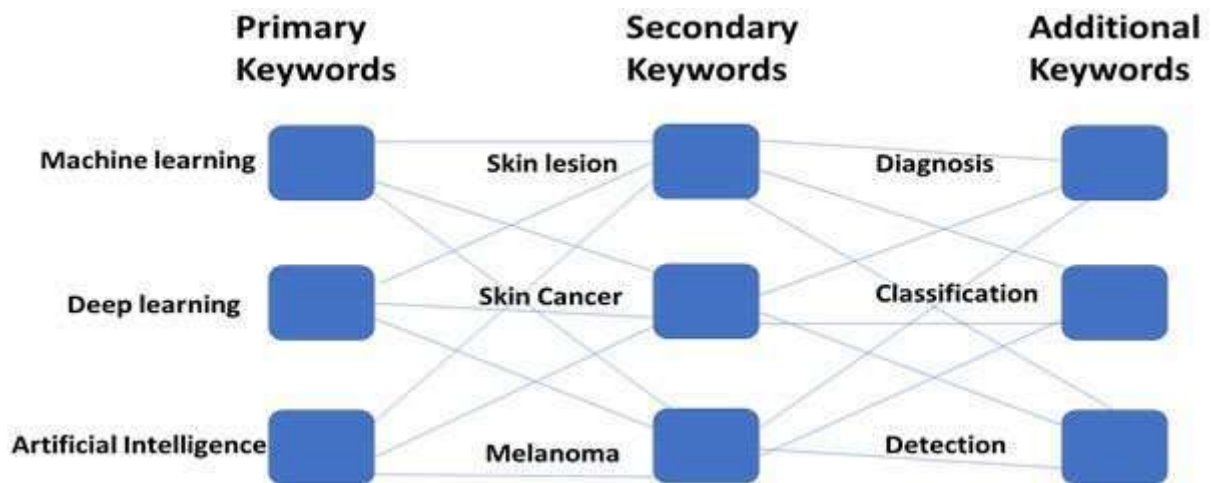 Primary
Keywords
Secondary
Keywords
Additional
Keywords
Machine learning
Skin lesion
Diagnosis
Deep learning
Skin Cancer
Classification
Artificial Intelligence
Melanoma
Detection